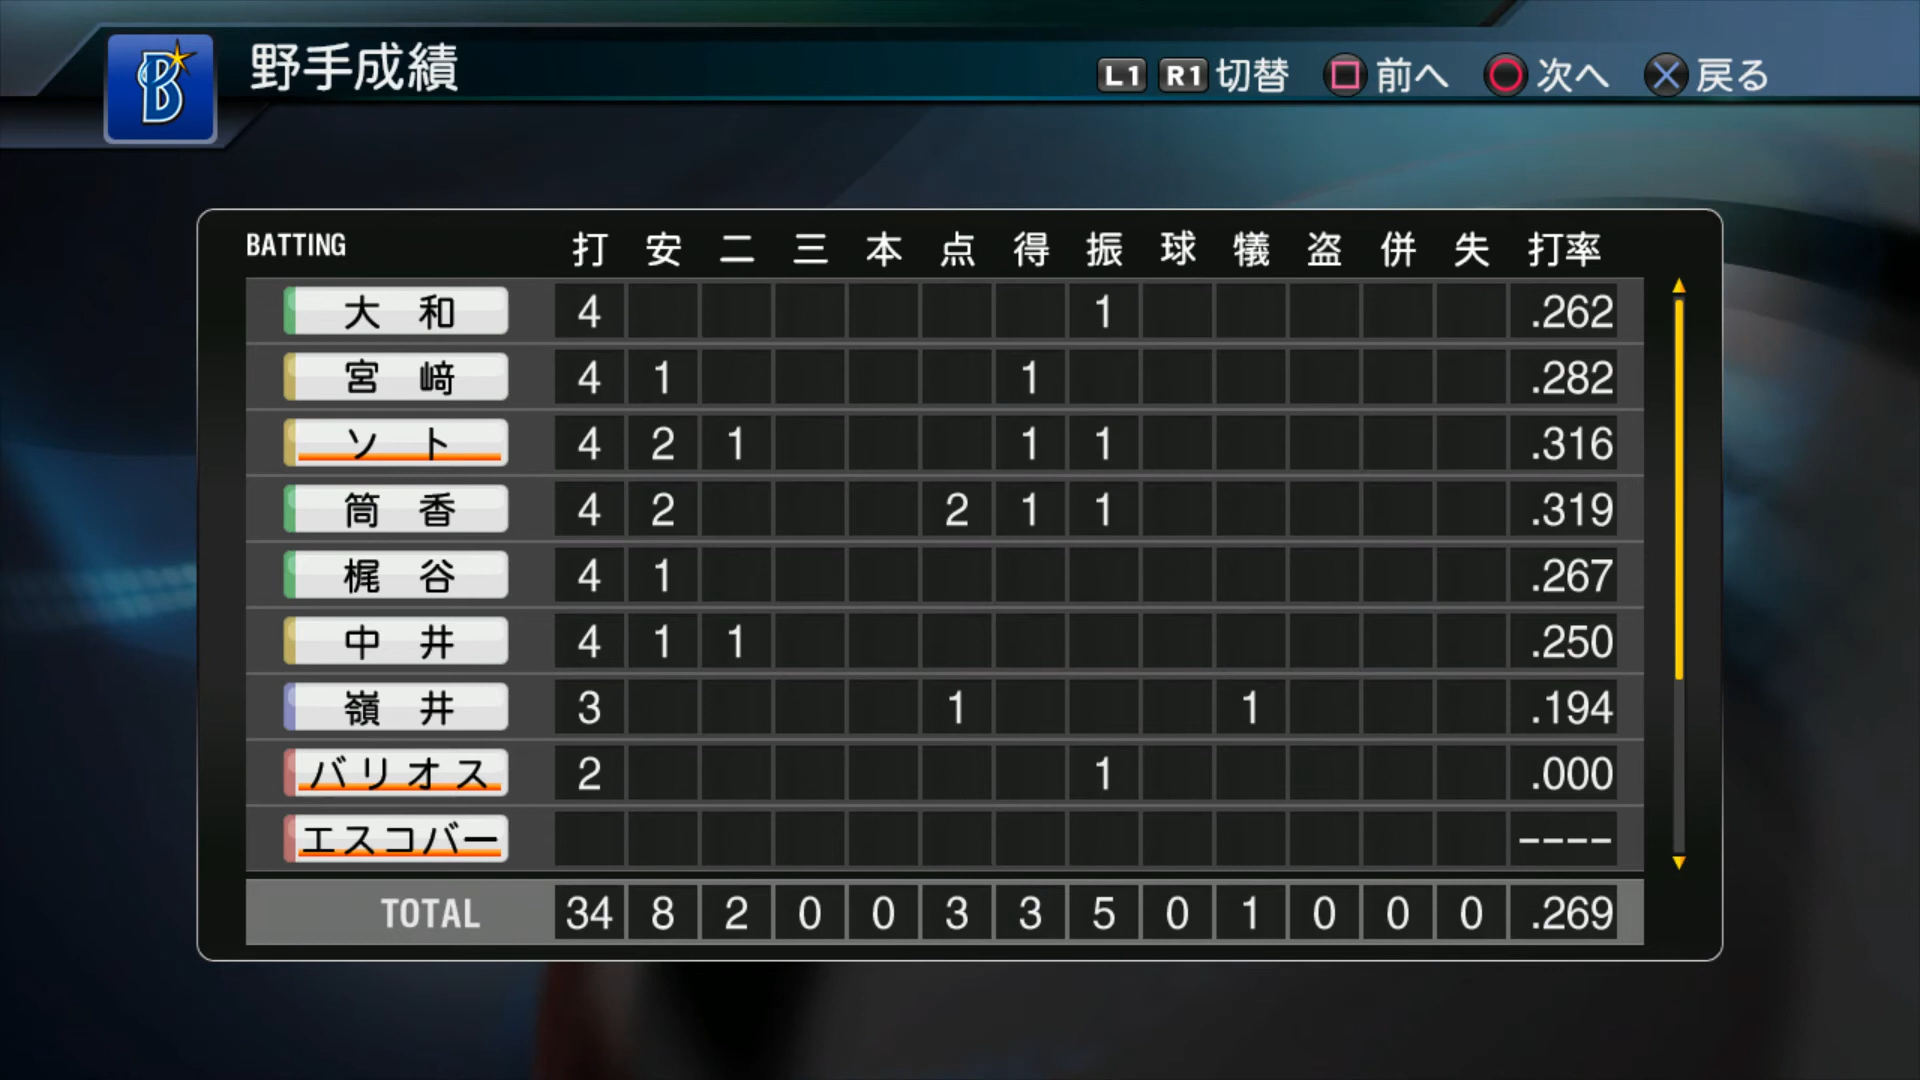 野手成績
L1 R1 切替 前へ 次へ 戻る
BATTING 打 安 二 三 本 点 得 振 球 犠 盗 併 失 打率
大和 4 1 .262
宮﨑 4 1 1 .282
ソト 4 2 1 1 1 .316
筒香 4 2 2 1 1 .319
梶谷 4 1 .267
中井 4 1 1 .250
嶺井 3 1 1 .194
バリオス 2 1 .000
エスコバー ----
TOTAL 34 8 2 0 0 3 3 5 0 1 0 0 0 .269